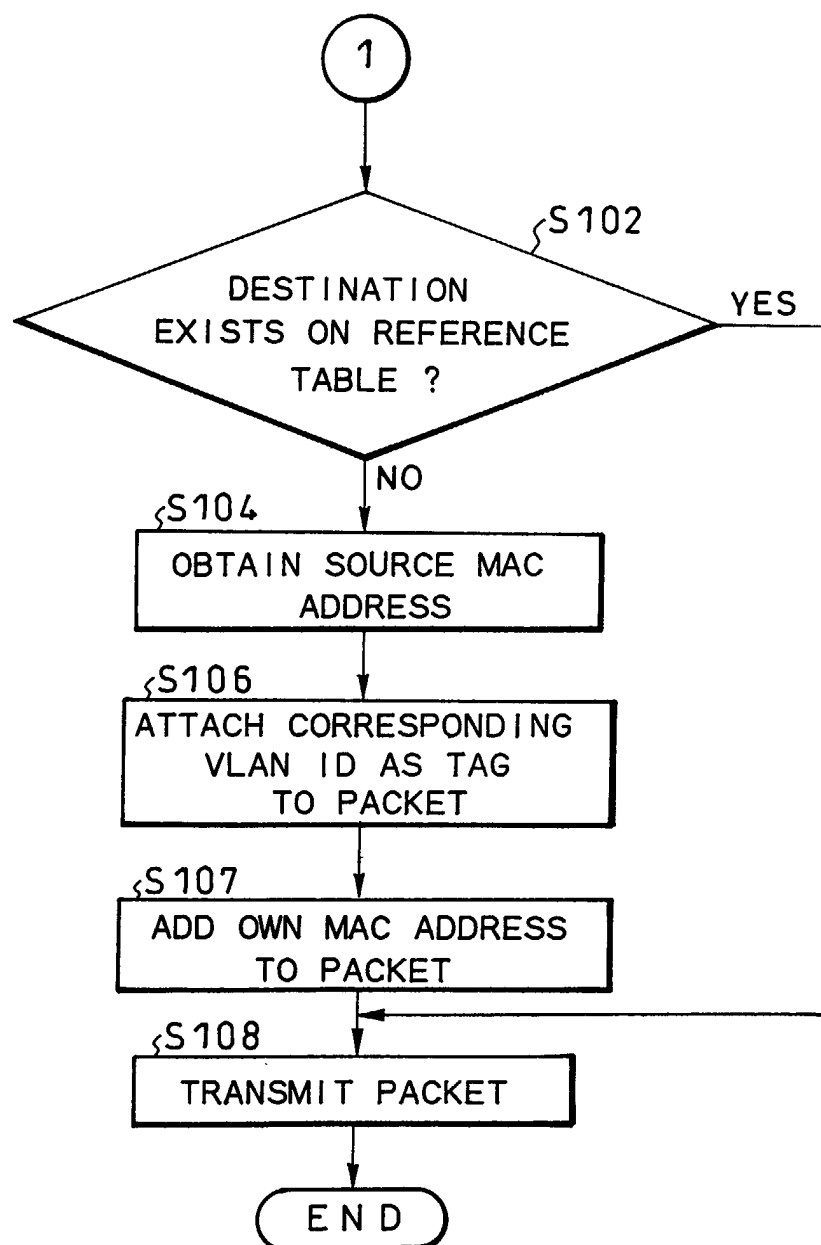 1
S102
DESTINATION
EXISTS ON REFERENCE
TABLE ?
YES
NO
S104
OBTAIN SOURCE MAC
ADDRESS
S106
ATTACH CORRESPONDING
VLAN ID AS TAG
TO PACKET
S107
ADD OWN MAC ADDRESS
TO PACKET
S108
TRANSMIT PACKET
END